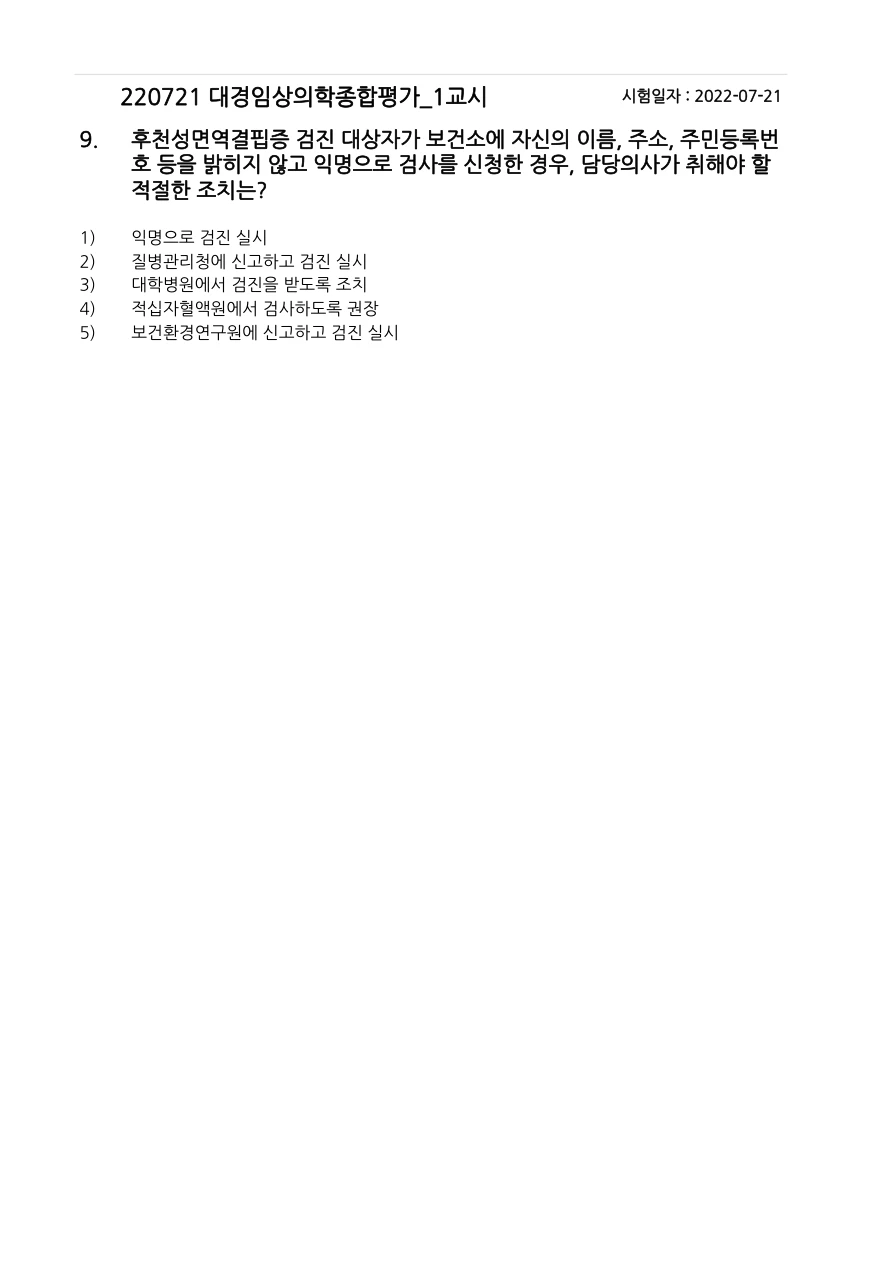 220721 대경임상의학종합평가_1교시 시험일자 : 2022-07-21
9. 후천성면역결핍증 검진 대상자가 보건소에 자신의 이름, 주소, 주민등록번
호 등을 밝히지 않고 익명으로 검사를 신청한 경우, 담당의사가 취해야 할
적절한 조치는?
1) 익명으로 검진 실시
2) 질병관리청에 신고하고 검진 실시
3) 대학병원에서 검진을 받도록 조치
4) 적십자혈액원에서 검사하도록 권장
5) 보건환경연구원에 신고하고 검진 실시